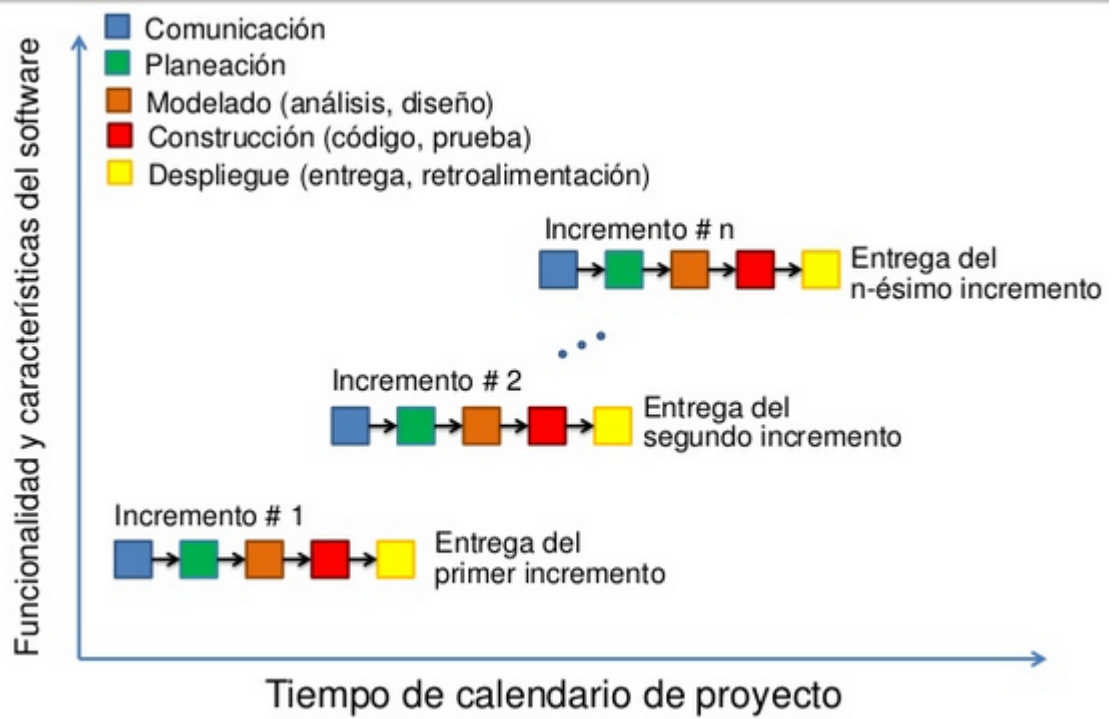 Funcionalidad y características del software
Comunicación
Planeación
Modelado (análisis, diseño)
Construcción (código, prueba)
Despliegue (entrega, retroalimentación)
Incremento # n
Entrega del
n-ésimo incremento
Incremento # 2
Entrega del
segundo incremento
Incremento # 1
Entrega del
primer incremento
Tiempo de calendario de proyecto